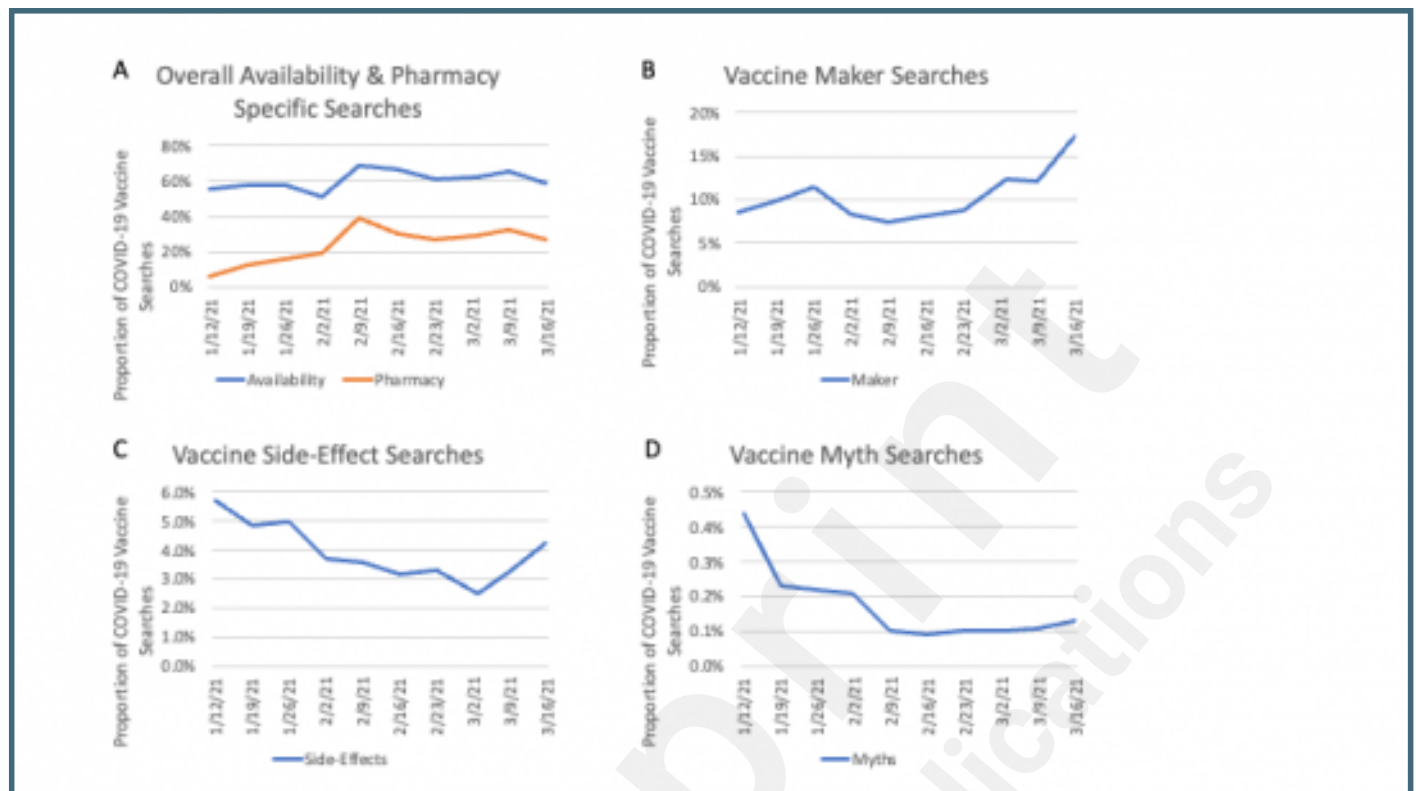 A
Overall Availability & Pharmacy
Specific Searches
Proportion of COVID-19 Vaccine
Searches
80%
60%
40%
20%
0%
1/12/21
1/19/21
1/26/21
2/2/21
2/9/21
2/16/21
2/23/21
3/2/21
3/9/21
3/16/21
Availability
Pharmacy
B
Vaccine Maker Searches
Proportion of COVID-19 Vaccine
Searches
20%
15%
10%
5%
0%
1/12/21
1/19/21
1/26/21
2/2/21
2/9/21
2/16/21
2/23/21
3/2/21
3/9/21
3/16/21
Maker
C
Vaccine Side-Effect Searches
Proportion of COVID-19 Vaccine
Searches
6.0%
5.0%
4.0%
3.0%
2.0%
1.0%
0.0%
1/12/21
1/19/21
1/26/21
2/2/21
2/9/21
2/16/21
2/23/21
3/2/21
3/9/21
3/16/21
Side-Effects
D
Vaccine Myth Searches
Proportion of COVID-19 Vaccine
Searches
0.5%
0.4%
0.3%
0.2%
0.1%
0.0%
1/12/21
1/19/21
1/26/21
2/2/21
2/9/21
2/16/21
2/23/21
3/2/21
3/9/21
3/16/21
Myths
print
lications